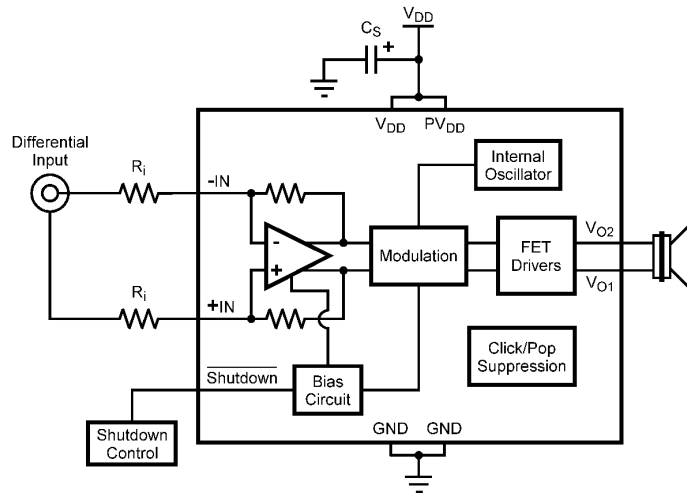 V_DD
C_S
+
V_DD PV_DD
Differential
Input
R_i
-IN
Internal
Oscillator
-
+
Modulation
FET
Drivers
V_O2
V_O1
R_i
+IN
Click/Pop
Suppression
Shutdown
Bias
Circuit
Shutdown
Control
GND GND